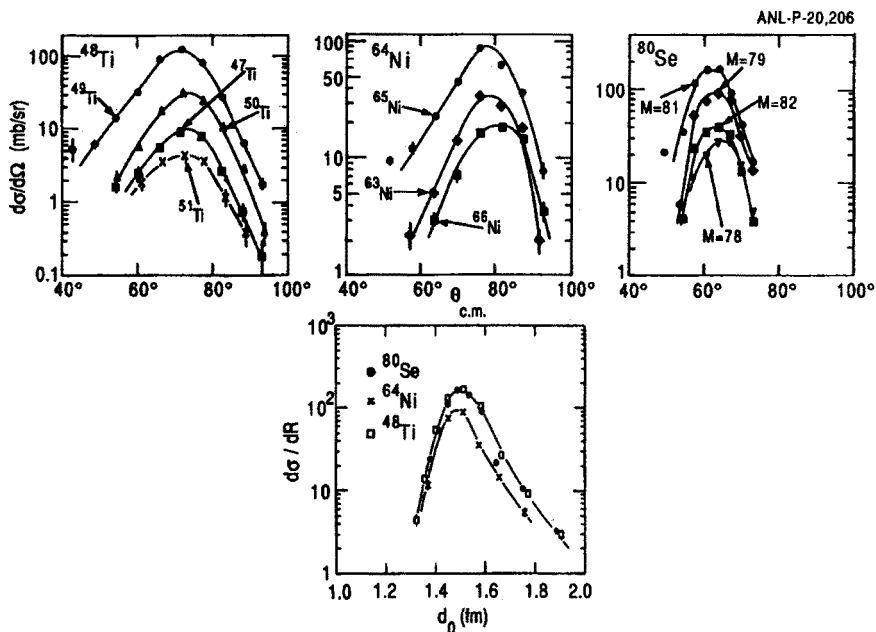 ANL-P-20,206
dσ/dΩ (mb/sr)
100
10
1
0.1
40° 60° 80° 100°
48Ti
49Ti
47Ti
50Ti
51Ti
100
10
5
2
40° 60° θ 80° 100°
c.m.
64Ni
65Ni
63Ni
66Ni
100
10
1
40° 60° 80° 100°
80Se
M=79
M=81
M=82
M=78
dσ / dR
10³
10²
10
1
1.0 1.2 1.4 1.6 1.8 2.0
d₀ (fm)
● 80Se
× 64Ni
□ 48Ti